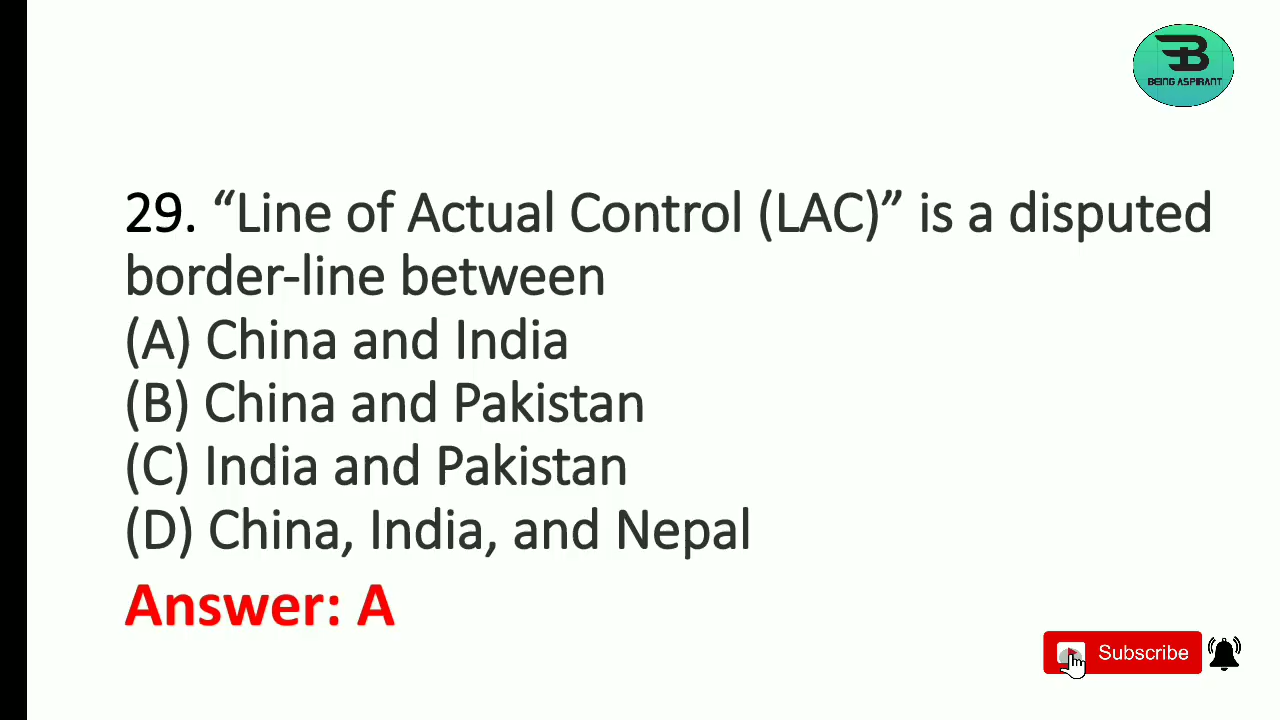 BEING ASPIRANT
29. “Line of Actual Control (LAC)” is a disputed
border-line between
(A) China and India
(B) China and Pakistan
(C) India and Pakistan
(D) China, India, and Nepal
Answer: A
Subscribe